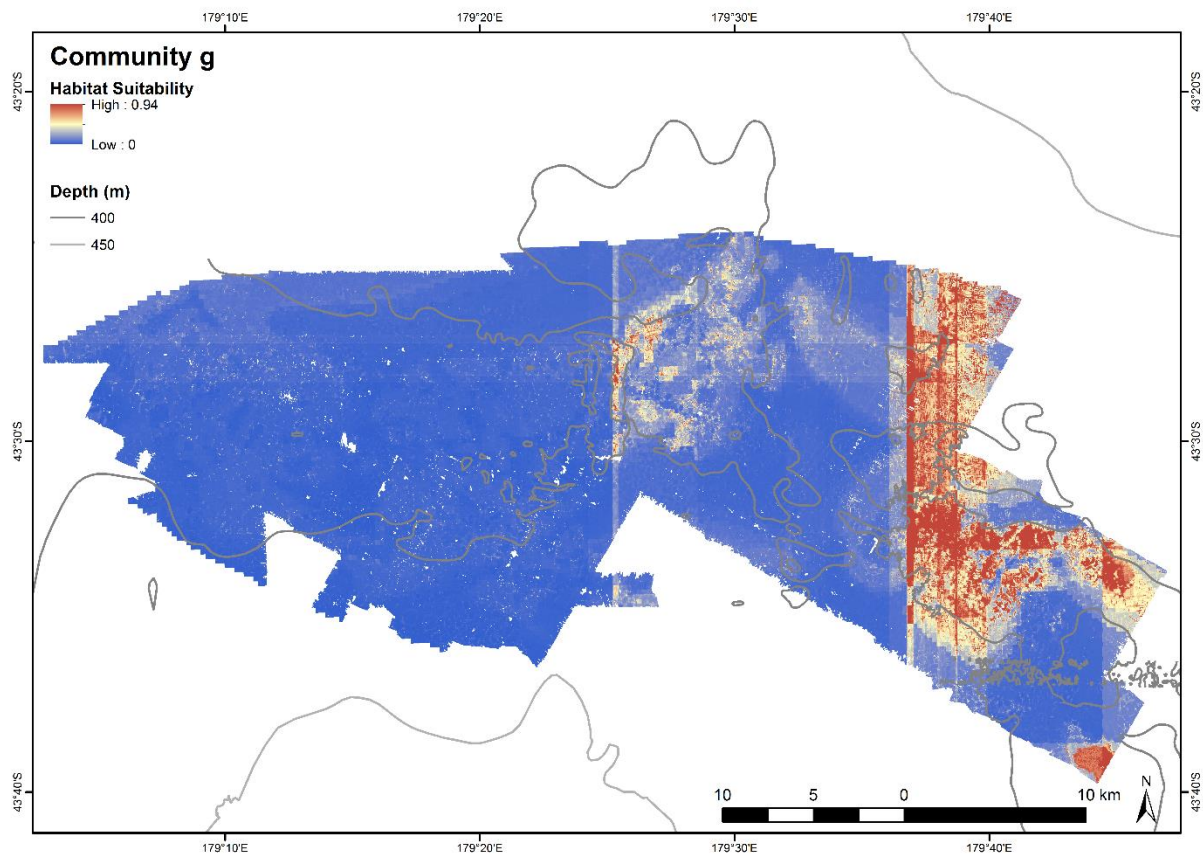 179°10'E 179°20'E 179°30'E 179°40'E
Community g
Habitat Suitability
High : 0.94
Low : 0
Depth (m)
400
450
43°20'S 43°20'S
43°30'S 43°30'S
43°40'S 43°40'S
N
10 5 0 10 km
179°10'E 179°20'E 179°30'E 179°40'E